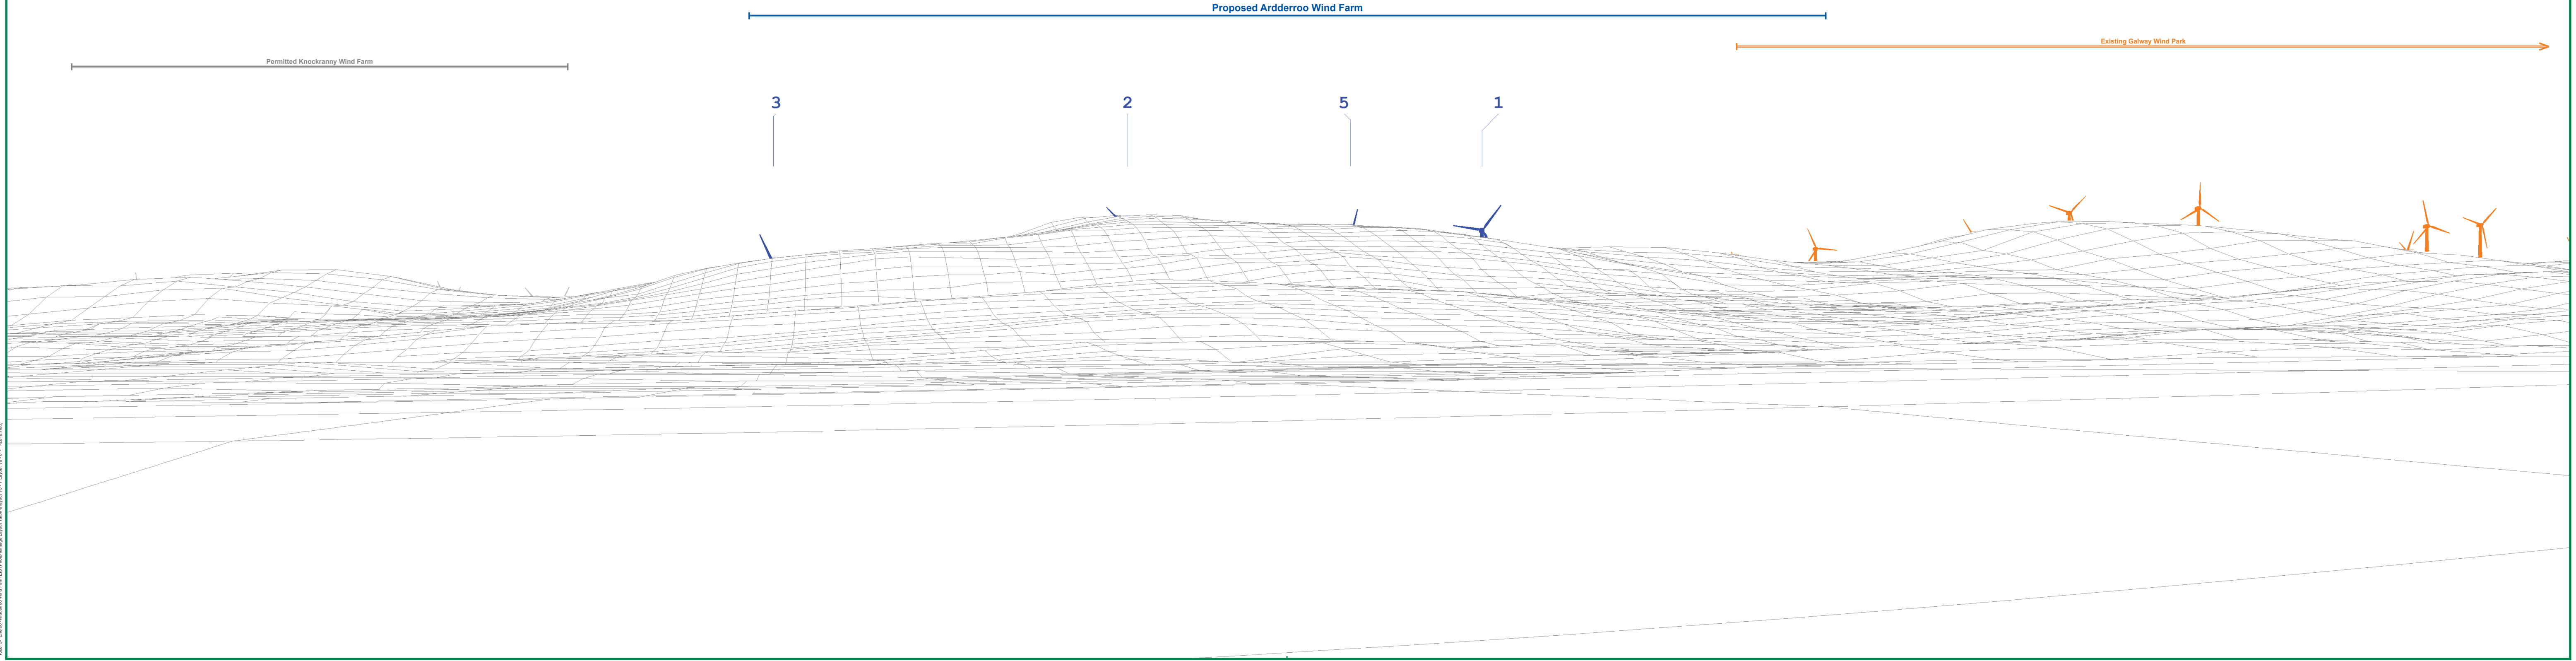 Proposed Ardderroo Wind Farm
Existing Galway Wind Park
Permitted Knockranny Wind Farm
3 2 5 1